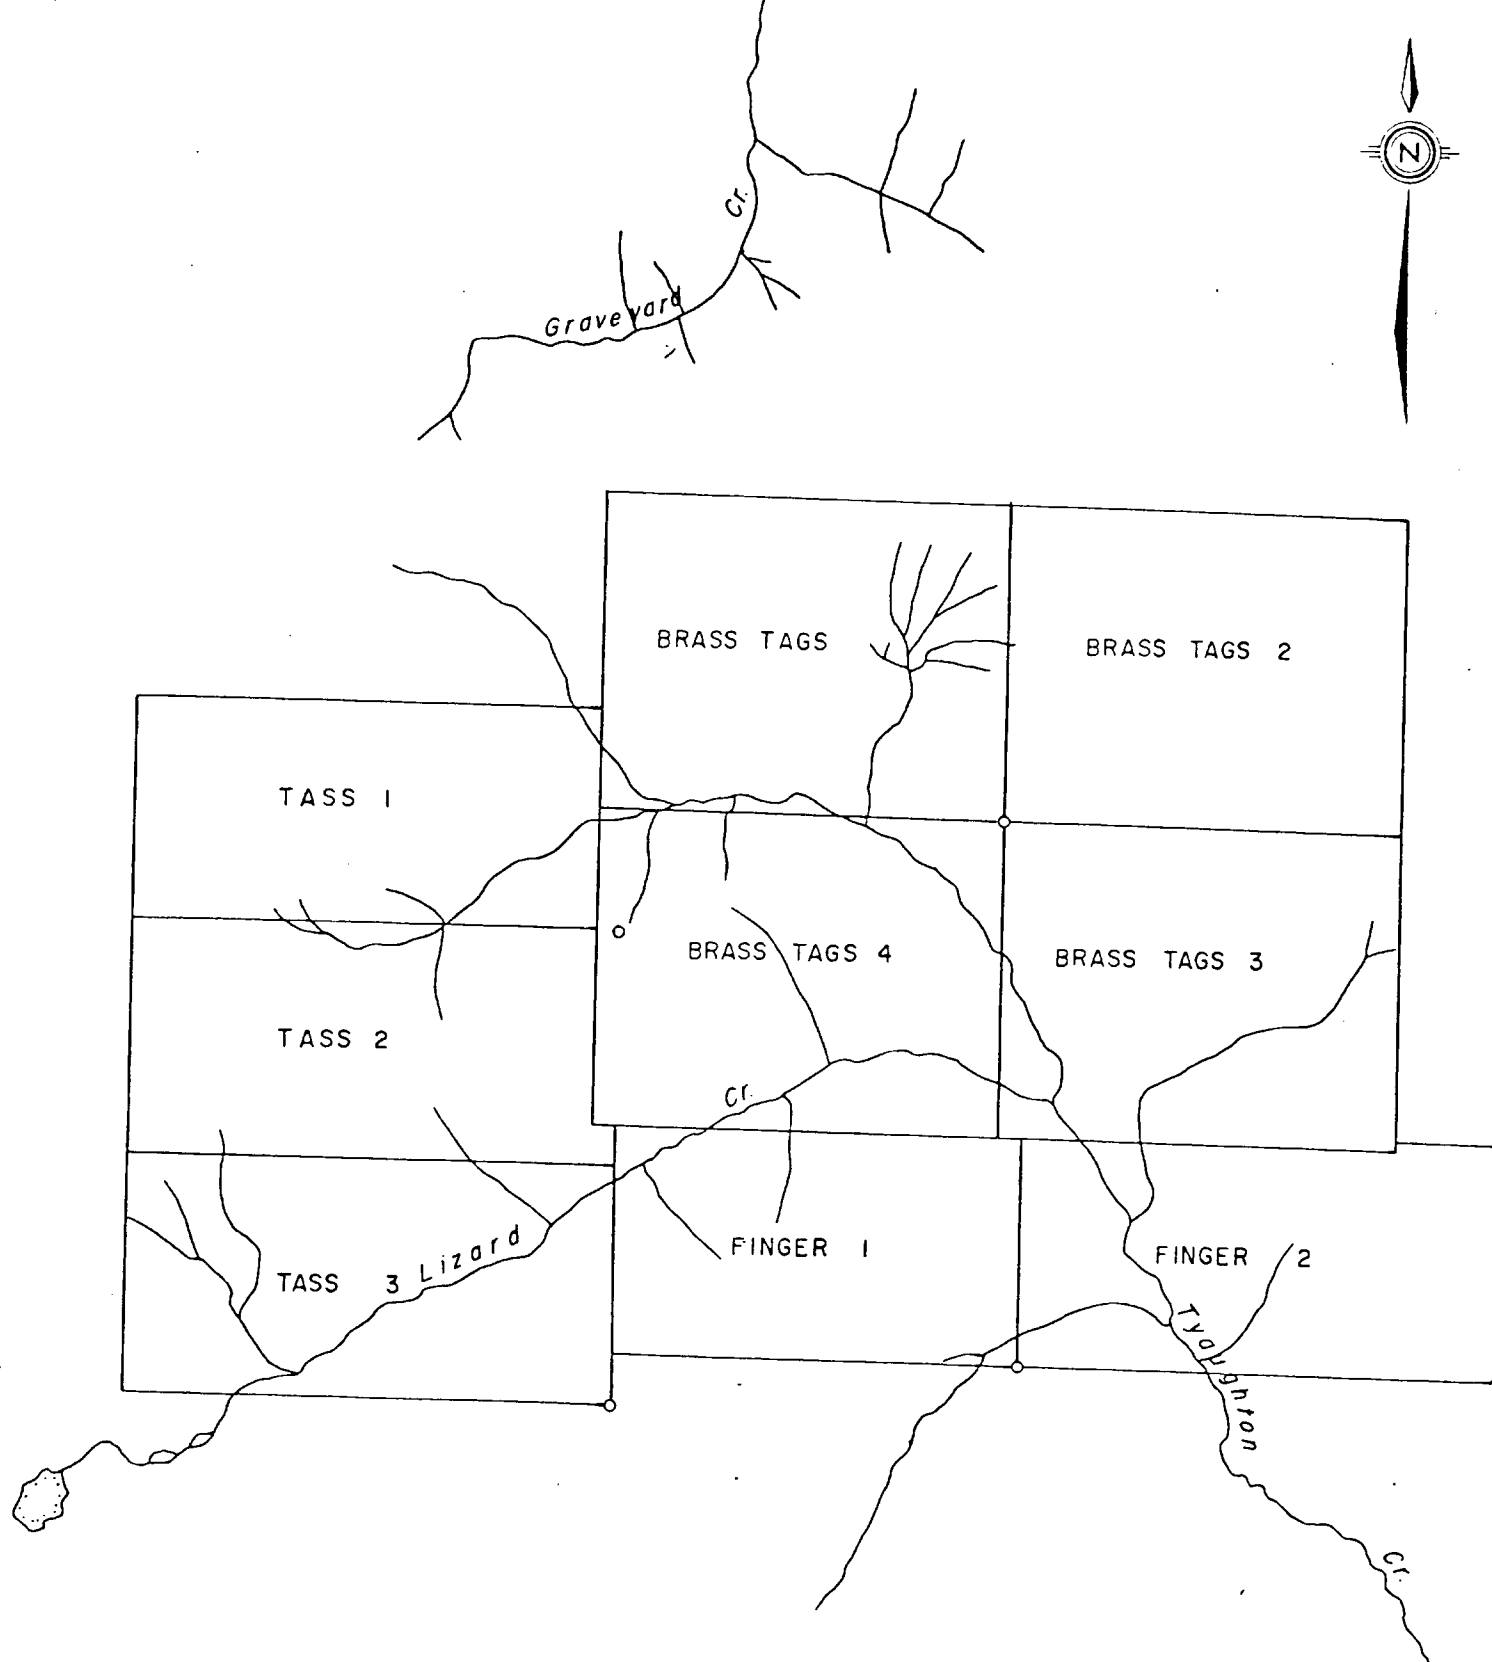 N
Cr.
Graveyard
BRASS TAGS
BRASS TAGS 2
TASS 1
BRASS TAGS 4
BRASS TAGS 3
TASS 2
Cr.
FINGER 1
FINGER 2
TASS 3
Lizard
Tyaughton
Cr.